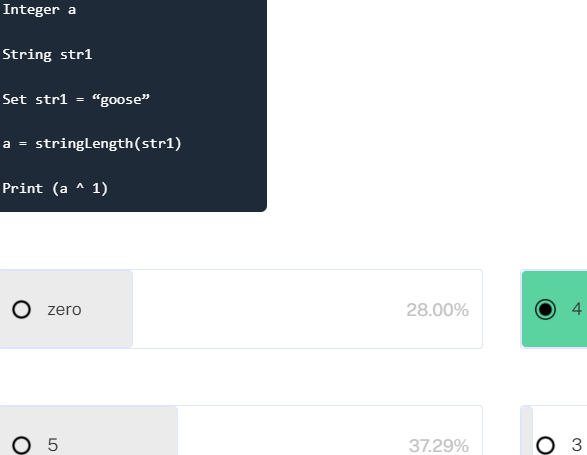 Integer a
String str1
Set str1 = “goose”
a = stringLength(str1)
Print (a ^ 1)
zero
28.00%
4
5
37.29%
3